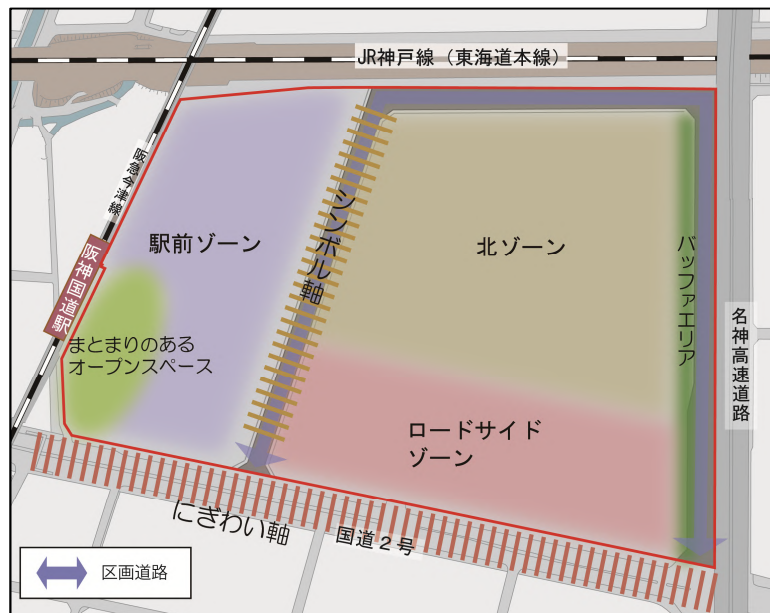 JR神戸線（東海道本線）
阪急今津線
駅前ゾーン
シンボル軸
北ゾーン
バッファエリア
阪神国道駅
名神高速道路
まとまりのある
オープンスペース
ロードサイド
ゾーン
にぎわい軸
国道２号
区画道路